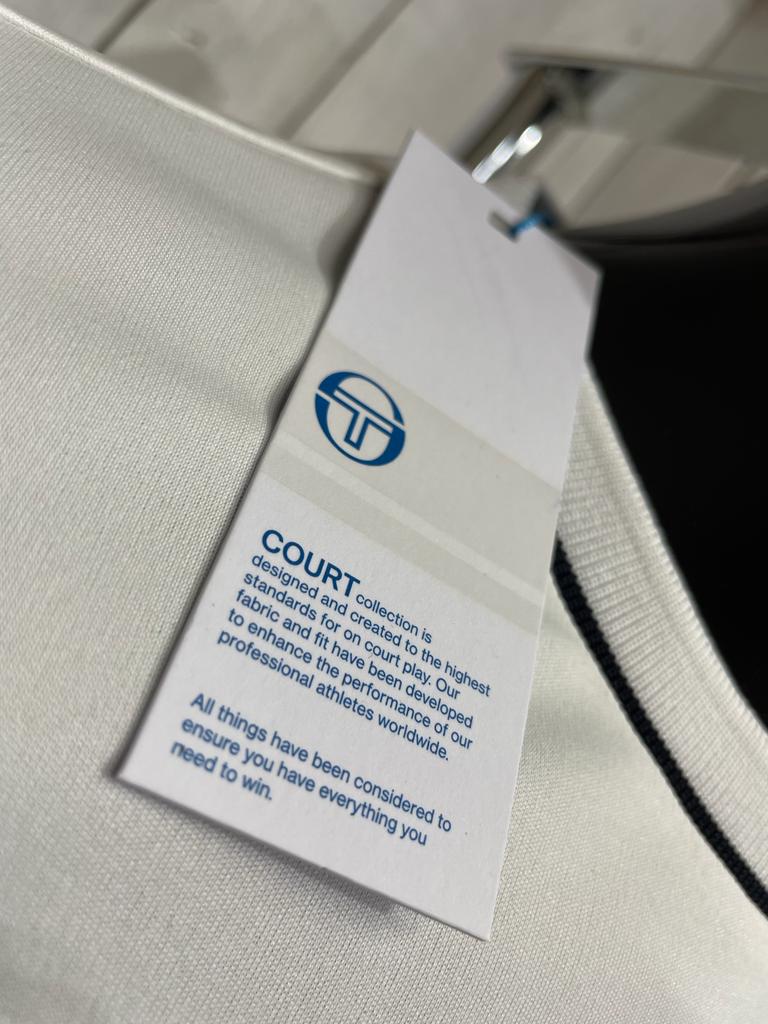 COURT collection is
designed and created to the highest
standards for on court play. Our
fabric and fit have been developed
to enhance the performance of our
professional athletes worldwide.
All things have been considered to
ensure you have everything you
need to win.